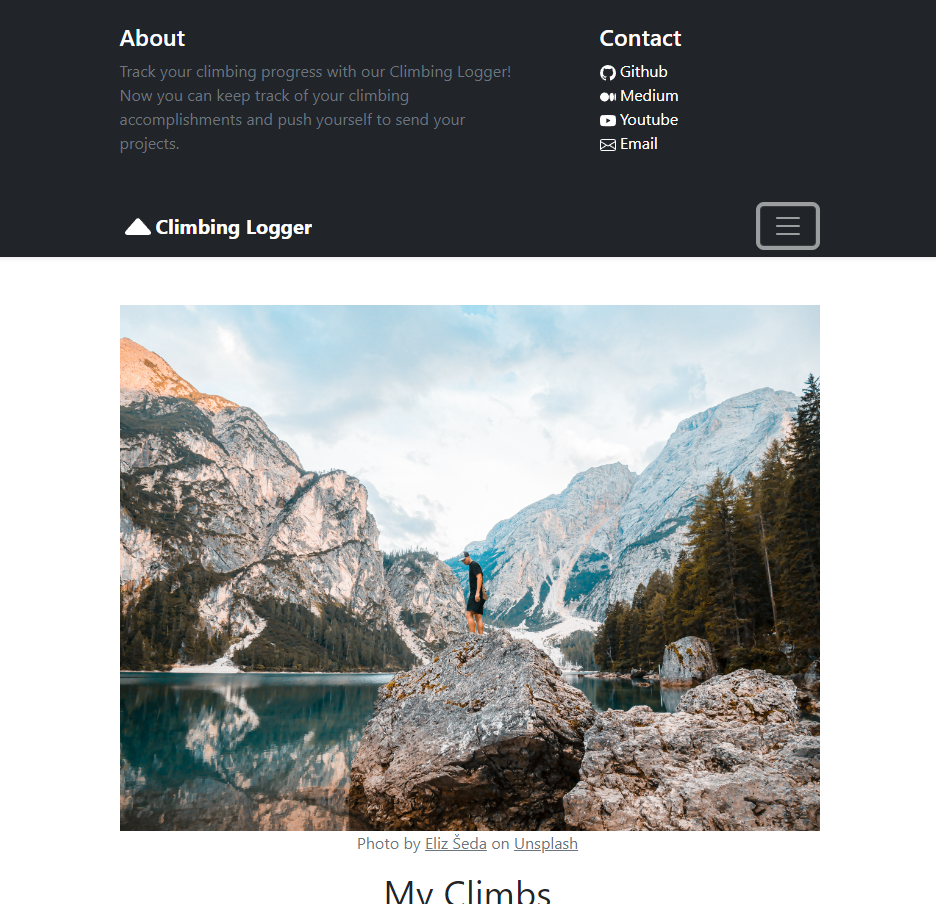 About
Track your climbing progress with our Climbing Logger!
Now you can keep track of your climbing
accomplishments and push yourself to send your
projects.
Contact
Github
Medium
Youtube
Email
Climbing Logger
Photo by Eliz Šeda on Unsplash
My Climbs